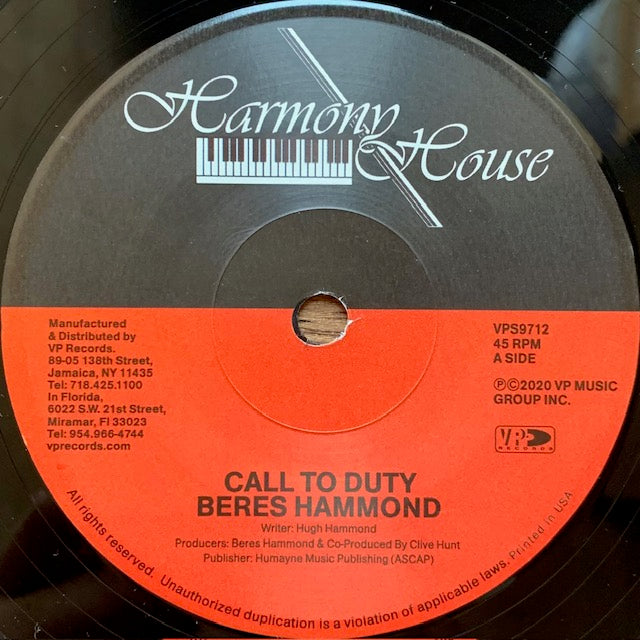 Harmony House
Manufactured
& Distributed by
VP Records.
89-05 138th Street,
Jamaica, NY 11435
Tel: 718.425.1100
In Florida,
6022 S.W. 21st Street,
Miramar, Fl 33023
Tel: 954.966-4744
vprecords.com
VPS9712
45 RPM
A SIDE
ⓅⒸ2020 VP MUSIC
GROUP INC.
VP
RECORDS
CALL TO DUTY
BERES HAMMOND
Writer: Hugh Hammond
Producers: Beres Hammond & Co-Produced By Clive Hunt
Publisher: Humayne Music Publishing (ASCAP)
All rights reserved. Unauthorized duplication is a violation of applicable laws. Printed in USA